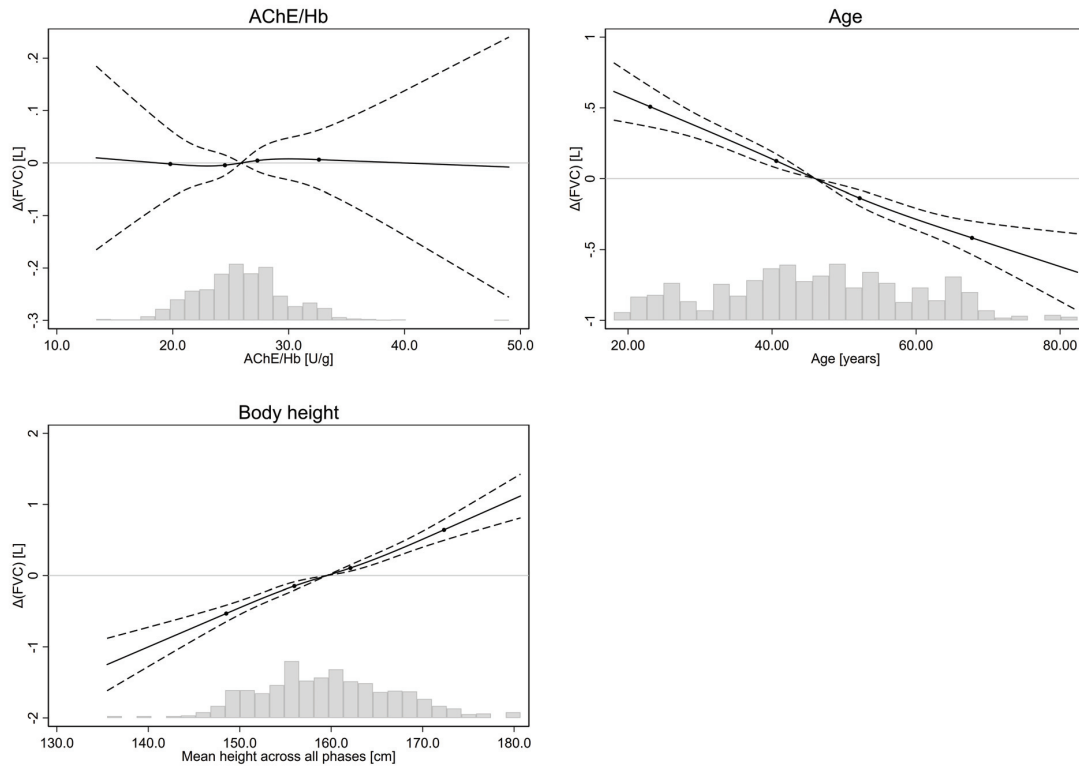 AChE/Hb
Δ(FVC) [L]
.2
.1
0
-.1
-.2
-.3
10.0 20.0 30.0 40.0 50.0
AChE/Hb [U/g]
Age
Δ(FVC) [L]
1
.5
0
-.5
-1
20.00 40.00 60.00 80.00
Age [years]
Body height
Δ(FVC) [L]
2
1
0
-1
-2
130.0 140.0 150.0 160.0 170.0 180.0
Mean height across all phases [cm]